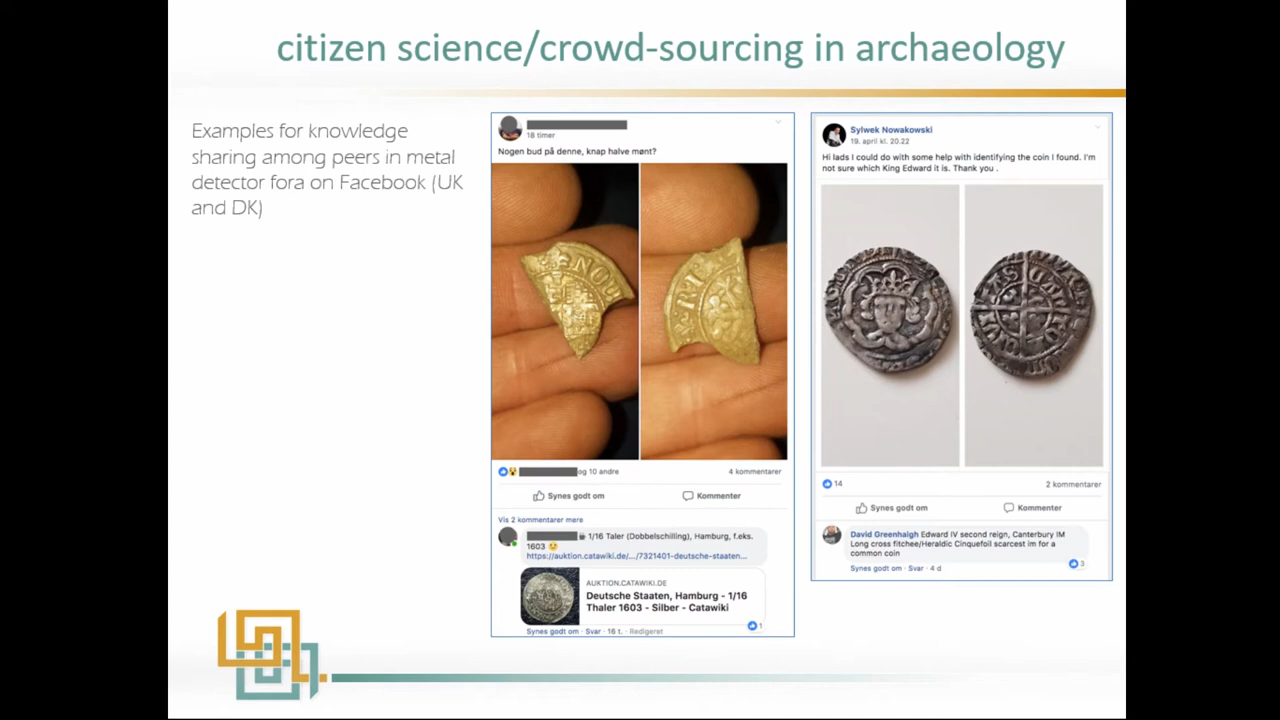 citizen science/crowd-sourcing in archaeology
Examples for knowledge
sharing among peers in metal
detector fora on Facebook (UK
and DK)
18 timer
Nogen bud på denne, knap halve mønt?
og 10 andre
4 kommentarer
Synes godt om
Kommenter
Vis 2 kommentarer mere
1/16 Taler (Dobbelschilling), Hamburg, f.eks.
1603
https://auktion.catawiki.de/.../7321401-deutsche-staaten...
AUKTION.CATAWIKI.DE
Deutsche Staaten, Hamburg - 1/16
Thaler 1603 - Silber - Catawiki
1
Synes godt om · Svar · 16 t. · Redigeret
Sylwek Nowakowski
19. april kl. 20.22
Hi lads I could do with some help with identifying the coin I found. I'm
not sure which King Edward it is. Thank you .
14
2 kommentarer
Synes godt om
Kommenter
David Greenhalgh Edward IV second reign, Canterbury IM
Long cross fitchee/Heraldic Cinquefoil scarcest im for a
common coin
3
Synes godt om · Svar · 4 d